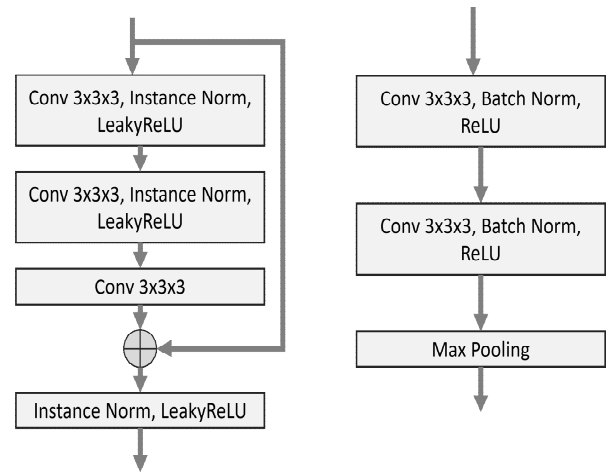 Conv 3x3x3, Instance Norm,
LeakyReLU
Conv 3x3x3, Instance Norm,
LeakyReLU
Conv 3x3x3
Instance Norm, LeakyReLU
Conv 3x3x3, Batch Norm,
ReLU
Conv 3x3x3, Batch Norm,
ReLU
Max Pooling